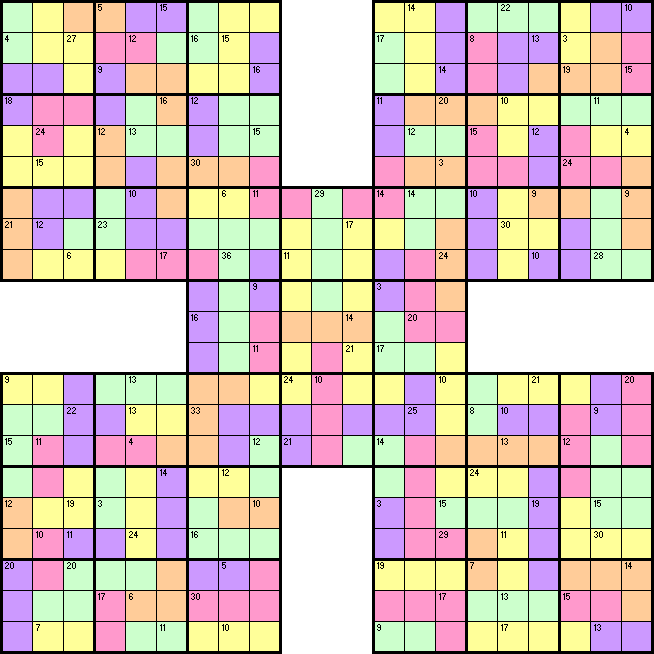 5 15 14 22 10
4 27 12 16 15 17 8 13 3
9 16 14 19 15
18 16 12 11 20 10 11
24 12 13 15 12 15 12 4
15 30 3 24
10 6 11 29 14 14 10 9 9
21 12 23 17 30
6 17 36 11 24 10 28
9 3
16 14 20
11 21 17
9 13 24 10 10 21 20
22 13 33 25 8 10 9
15 11 4 12 21 14 13 12
14 12 24
12 19 3 10 3 15 19 15
10 11 24 16 29 11 30
20 20 5 19 7 14
17 6 30 17 13 15
7 11 10 9 17 13